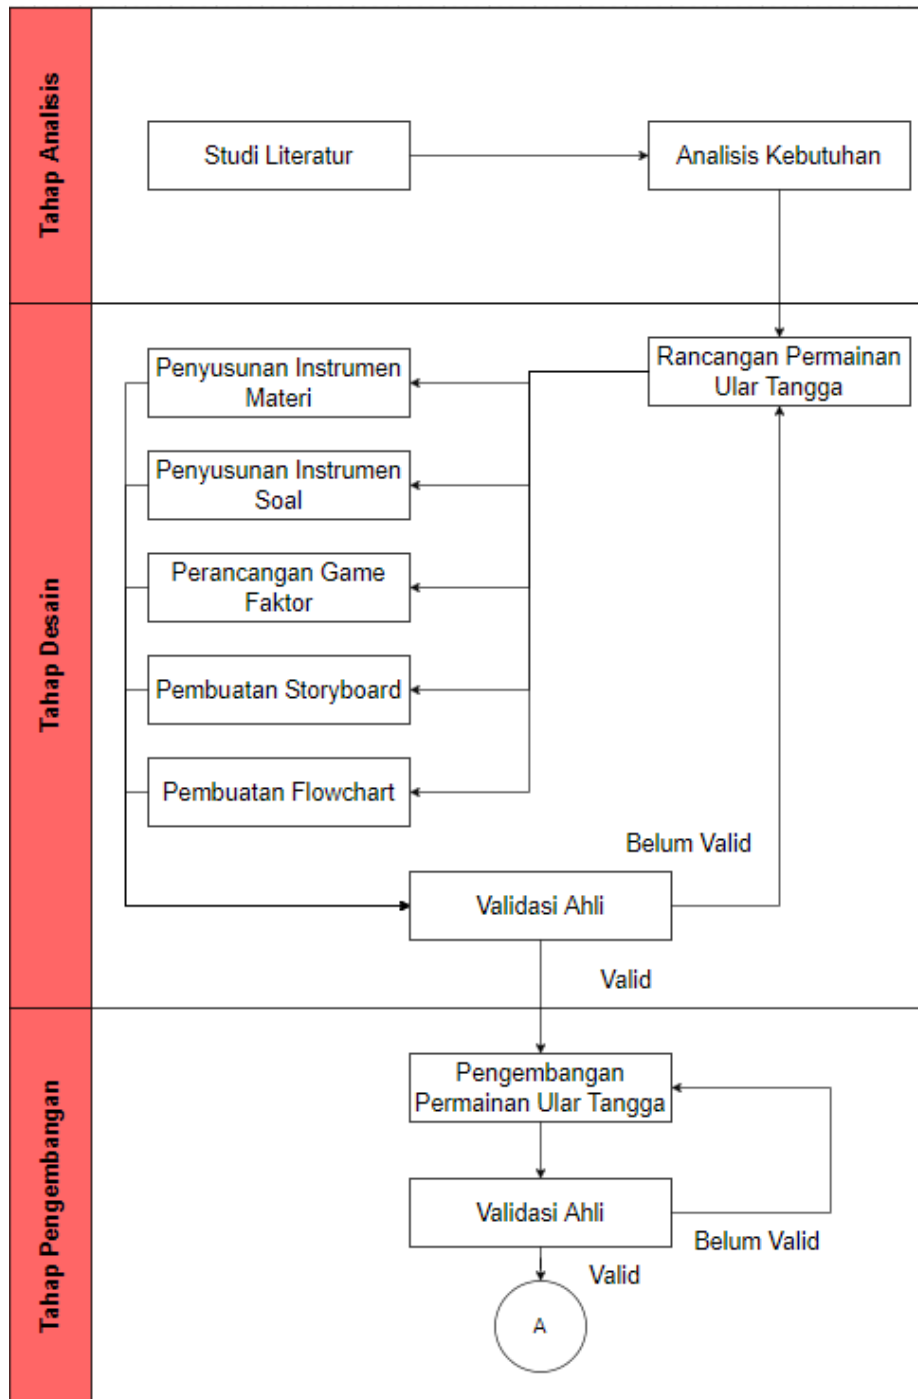 Tahap Analisis
Studi Literatur
Analisis Kebutuhan
Tahap Desain
Rancangan Permainan
Ular Tangga
Penyusunan Instrumen
Materi
Penyusunan Instrumen
Soal
Perancangan Game
Faktor
Pembuatan Storyboard
Pembuatan Flowchart
Belum Valid
Validasi Ahli
Valid
Tahap Pengembangan
Pengembangan
Permainan Ular Tangga
Validasi Ahli
Belum Valid
Valid
A